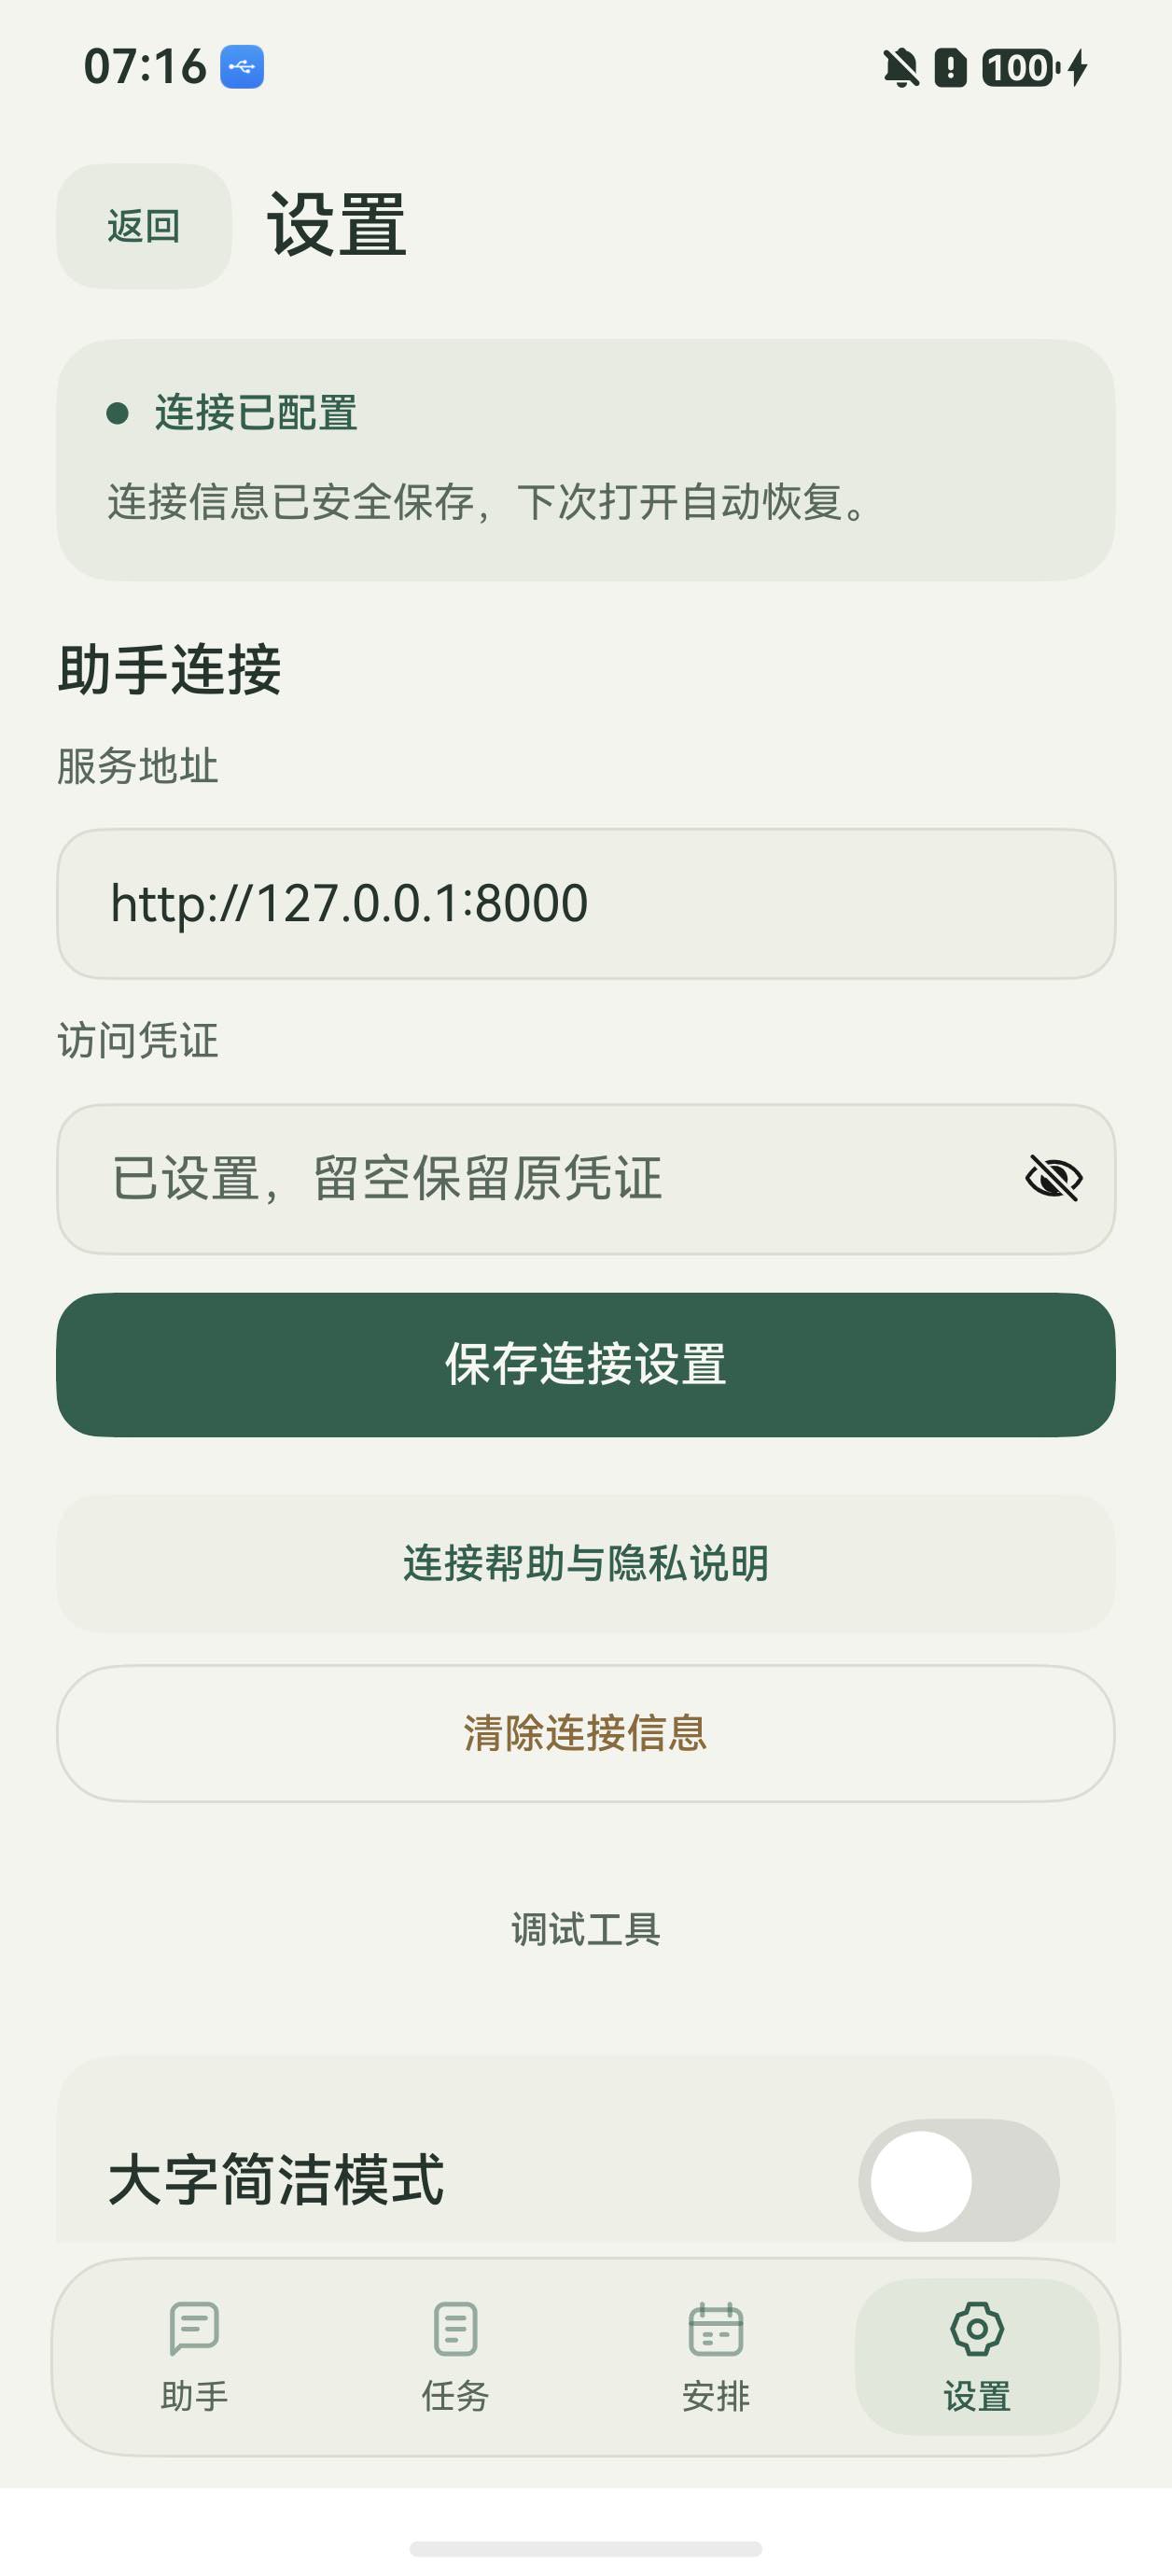 07:16
100
返回
设置
连接已配置
连接信息已安全保存，下次打开自动恢复。
助手连接
服务地址
http://127.0.0.1:8000
访问凭证
已设置，留空保留原凭证
保存连接设置
连接帮助与隐私说明
清除连接信息
调试工具
大字简洁模式
助手
任务
安排
设置